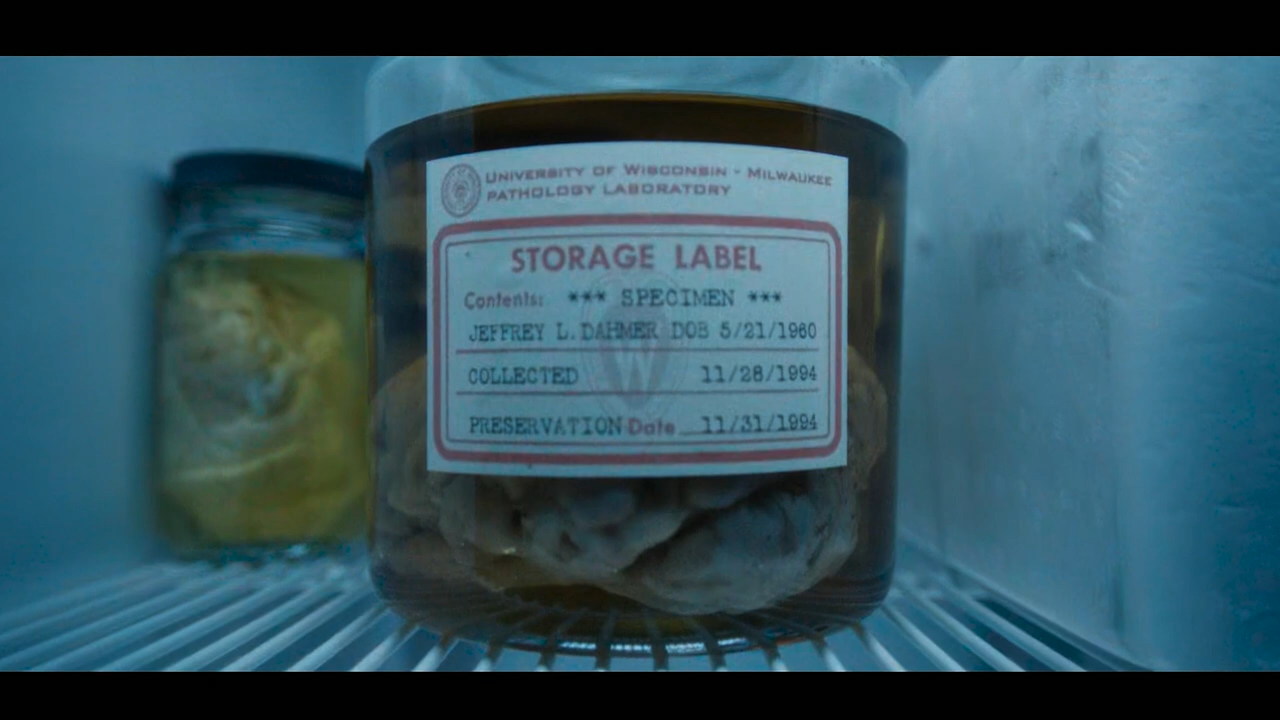 UNIVERSITY OF WISCONSIN - MILWAUKEE
PATHOLOGY LABORATORY
STORAGE LABEL
Contents: *** SPECIMEN ***
JEFFREY L. DAHMER DOB 5/21/1960
COLLECTED 11/28/1994
PRESERVATION Date 11/31/1994
W